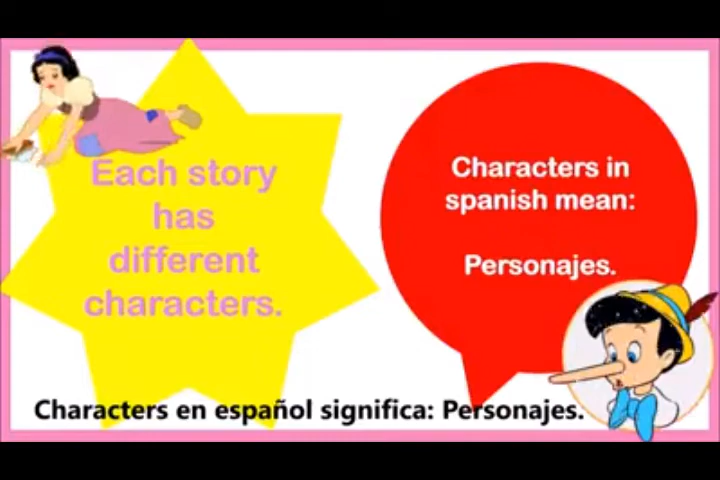 Each story
has
different
characters.
Characters in
spanish mean:
Personajes.
Characters en español significa: Personajes.